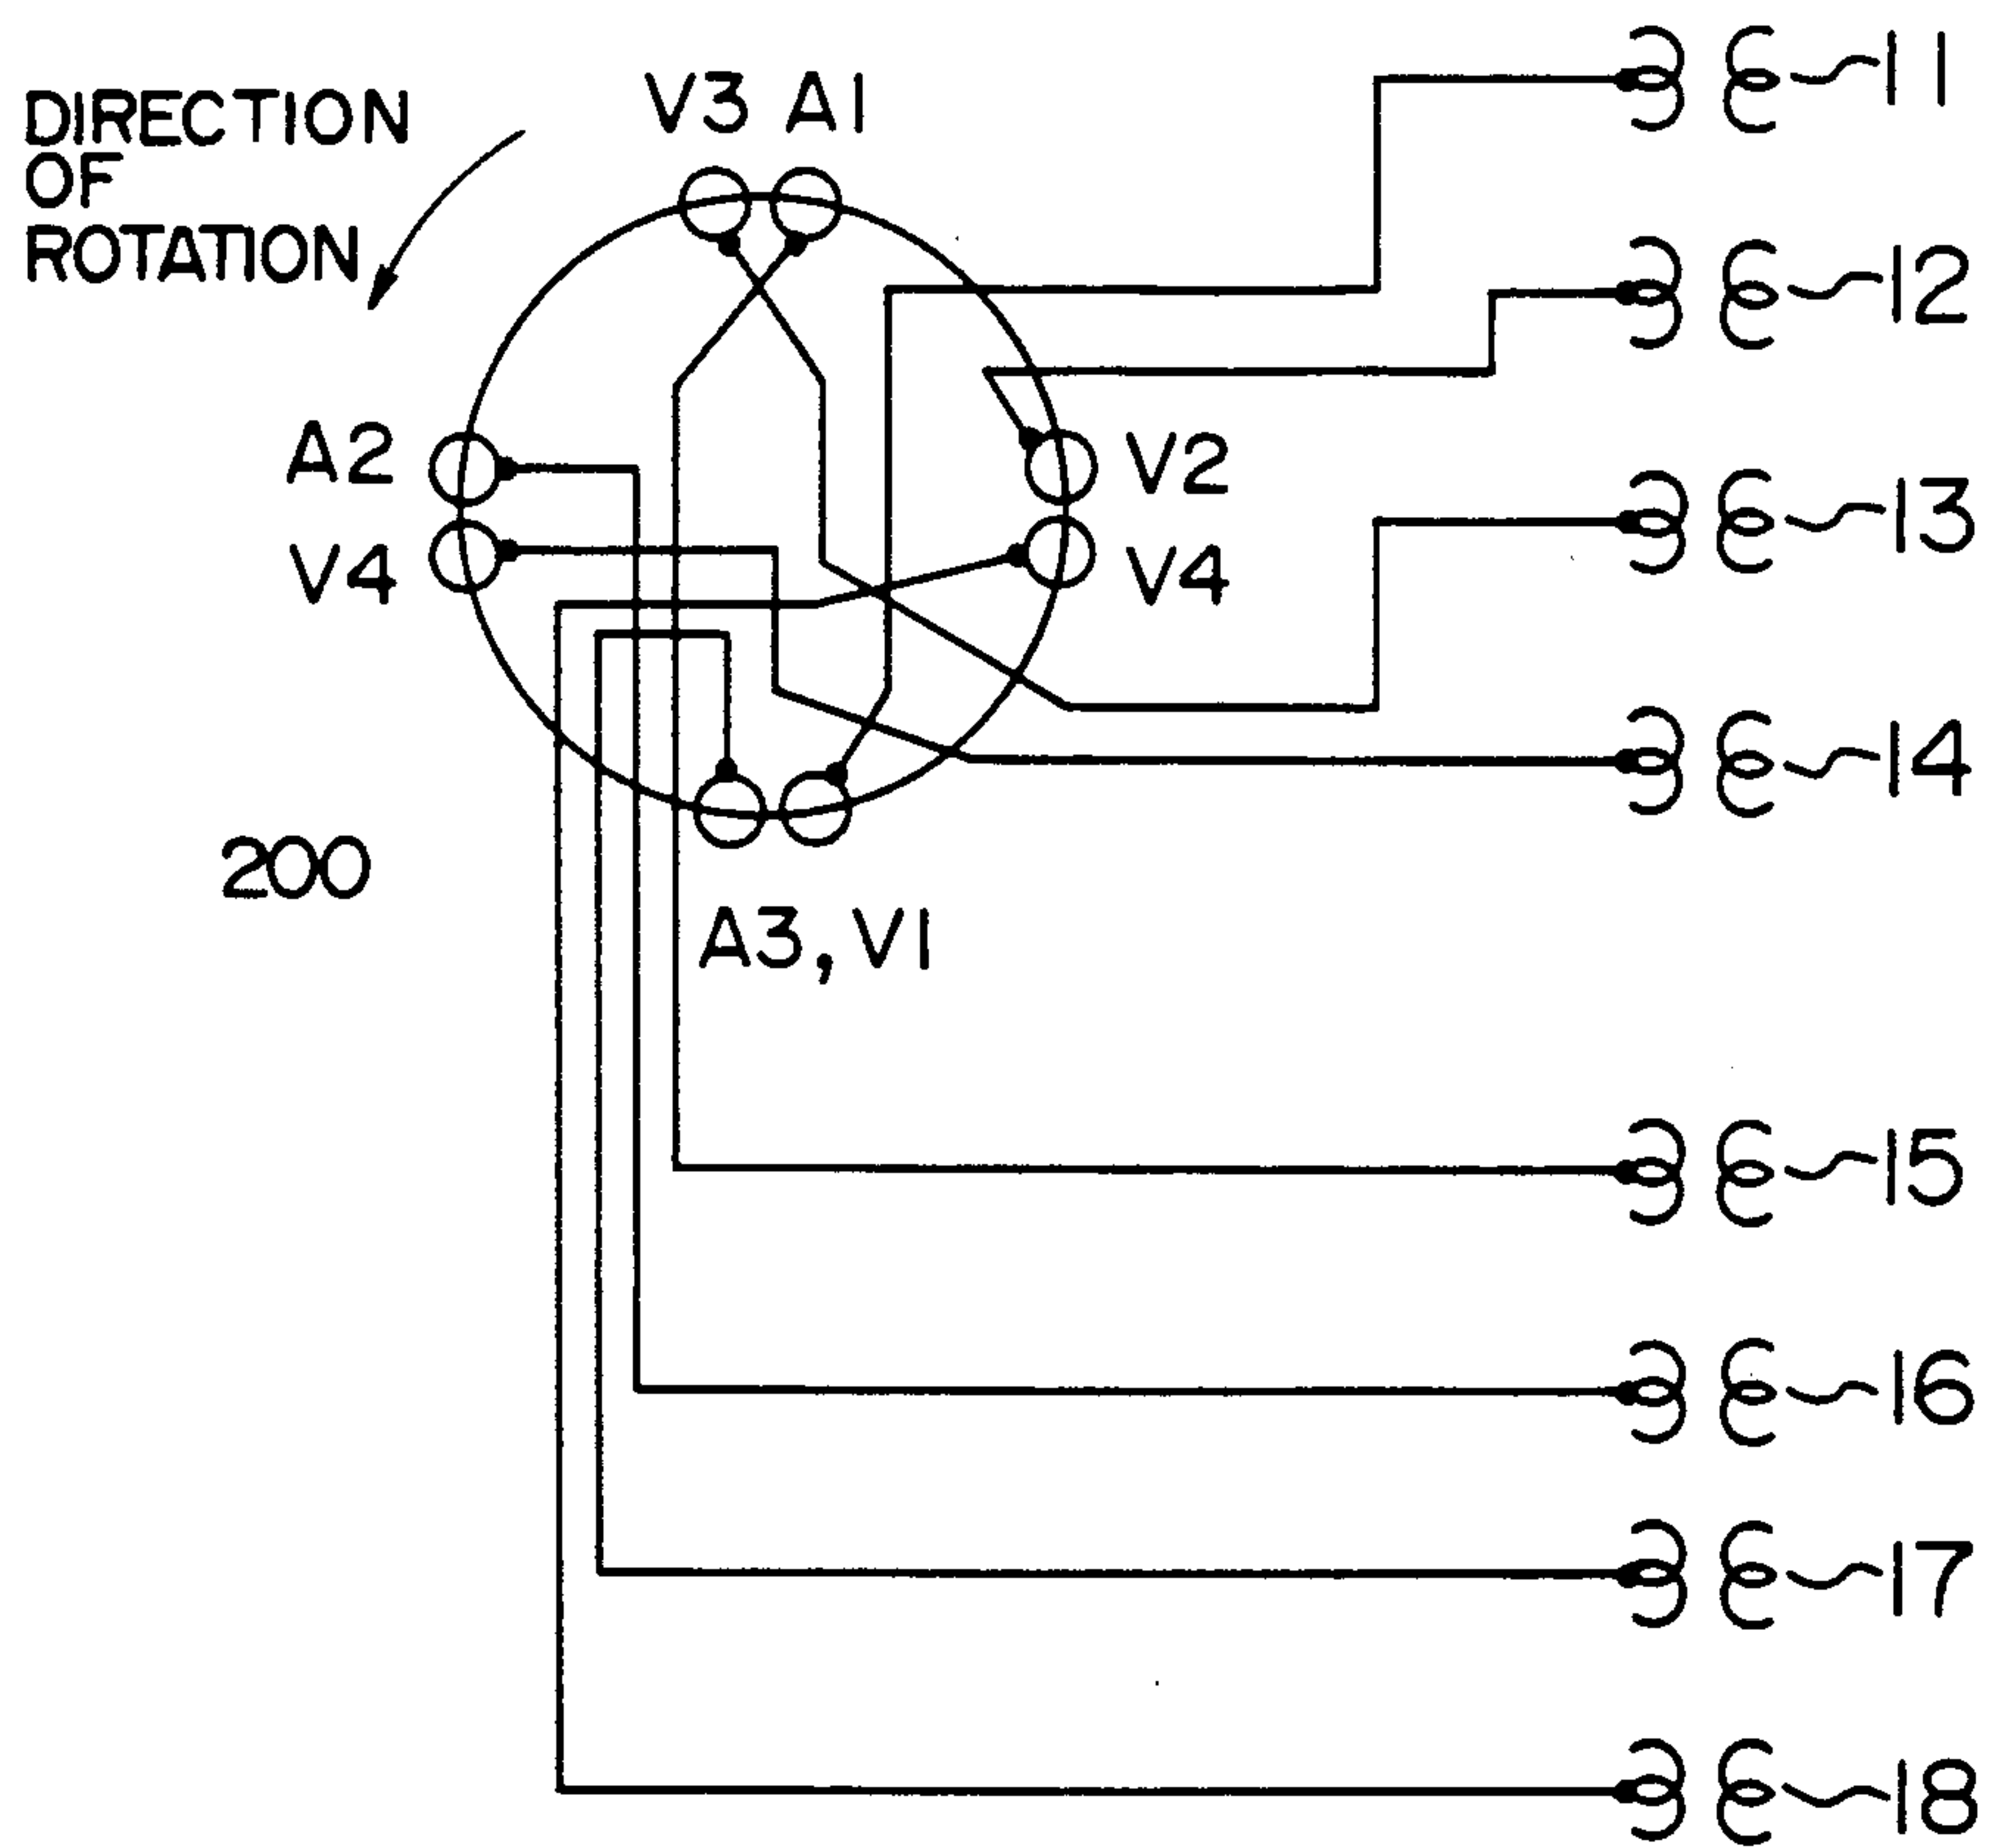 DIRECTION
OF
ROTATION
V3 A1
11
12
A2
V2
13
V4
V4
14
200
A3, V1
15
16
17
18